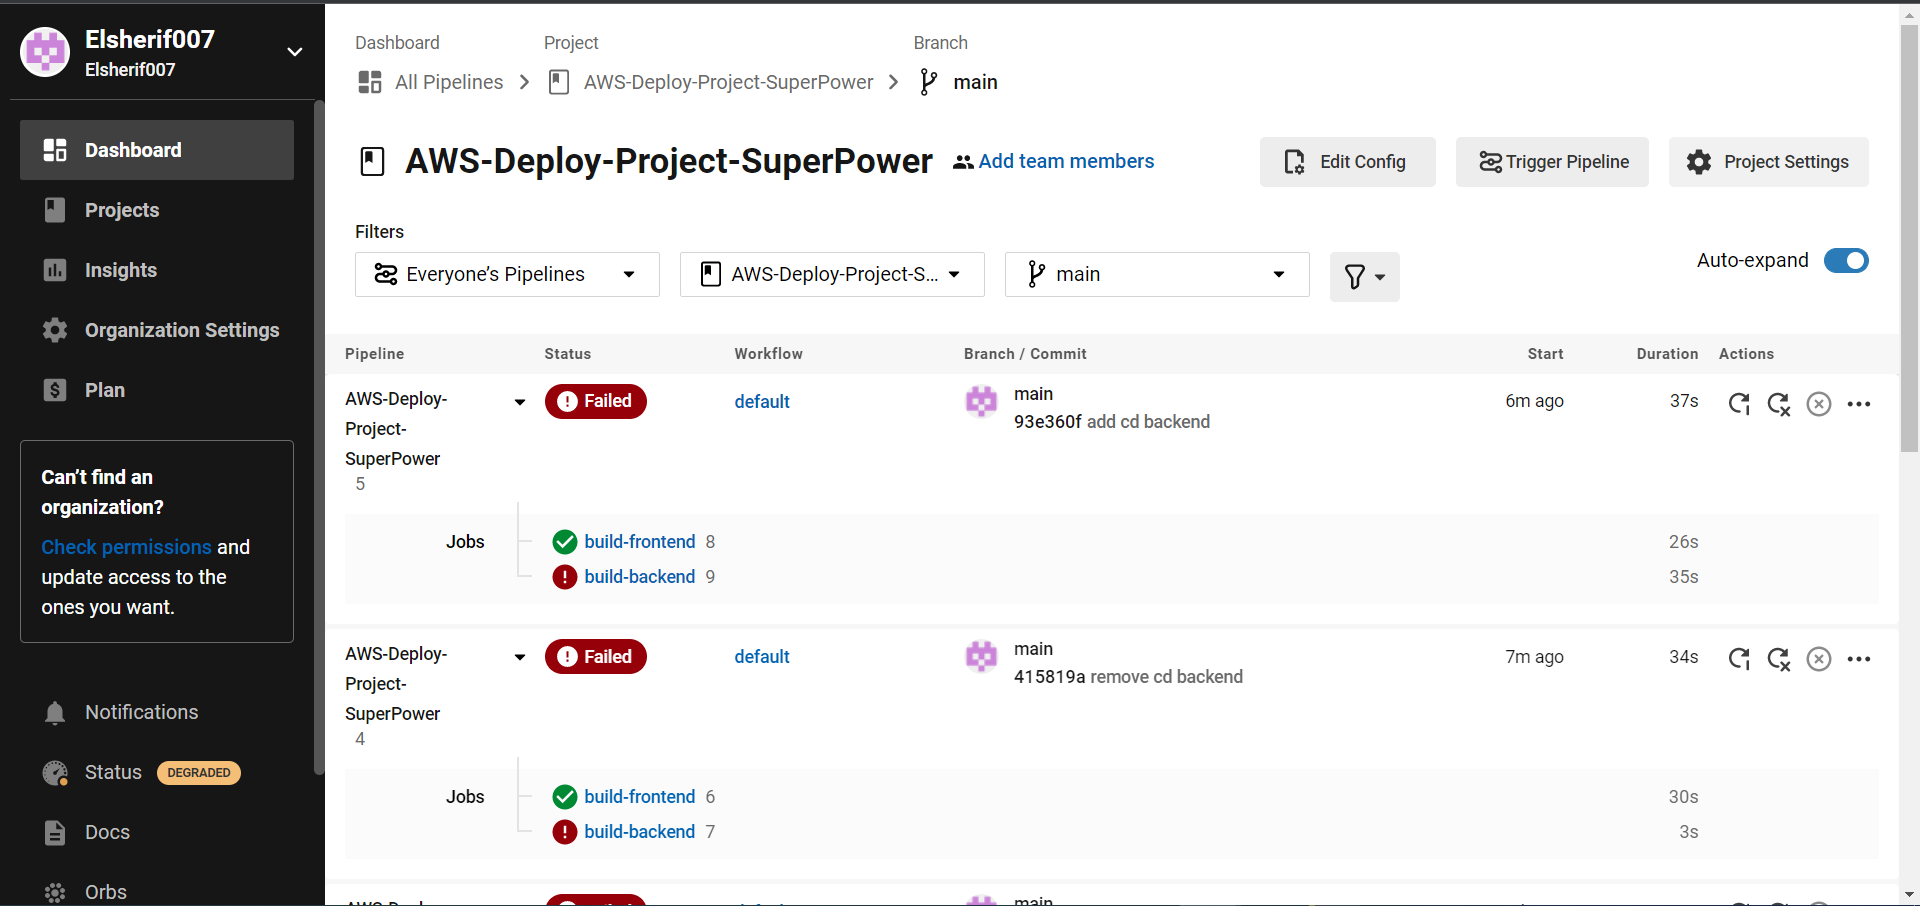 Elsherif007
Elsherif007
Dashboard
Projects
Insights
Organization Settings
Plan
Can't find an
organization?
Check permissions and
update access to the
ones you want.
Notifications
Status DEGRADED
Docs
Orbs
Dashboard Project Branch
All Pipelines AWS-Deploy-Project-SuperPower main
AWS-Deploy-Project-SuperPower Add team members Edit Config Trigger Pipeline Project Settings
Filters
Everyone's Pipelines AWS-Deploy-Project-S... main Auto-expand
Pipeline Status Workflow Branch / Commit Start Duration Actions
AWS-Deploy-
Project-
SuperPower
5
Failed default main
93e360f add cd backend
6m ago 37s
Jobs build-frontend 8 26s
build-backend 9 35s
AWS-Deploy-
Project-
SuperPower
4
Failed default main
415819a remove cd backend
7m ago 34s
Jobs build-frontend 6 30s
build-backend 7 3s
main